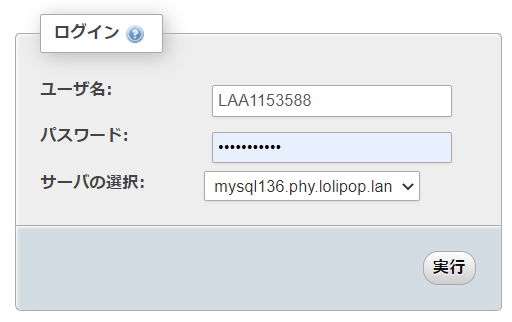 ログイン
ユーザ名: LAA1153588
パスワード: •••••••••••
サーバの選択: mysql136.phy.lolipop.lan
実行